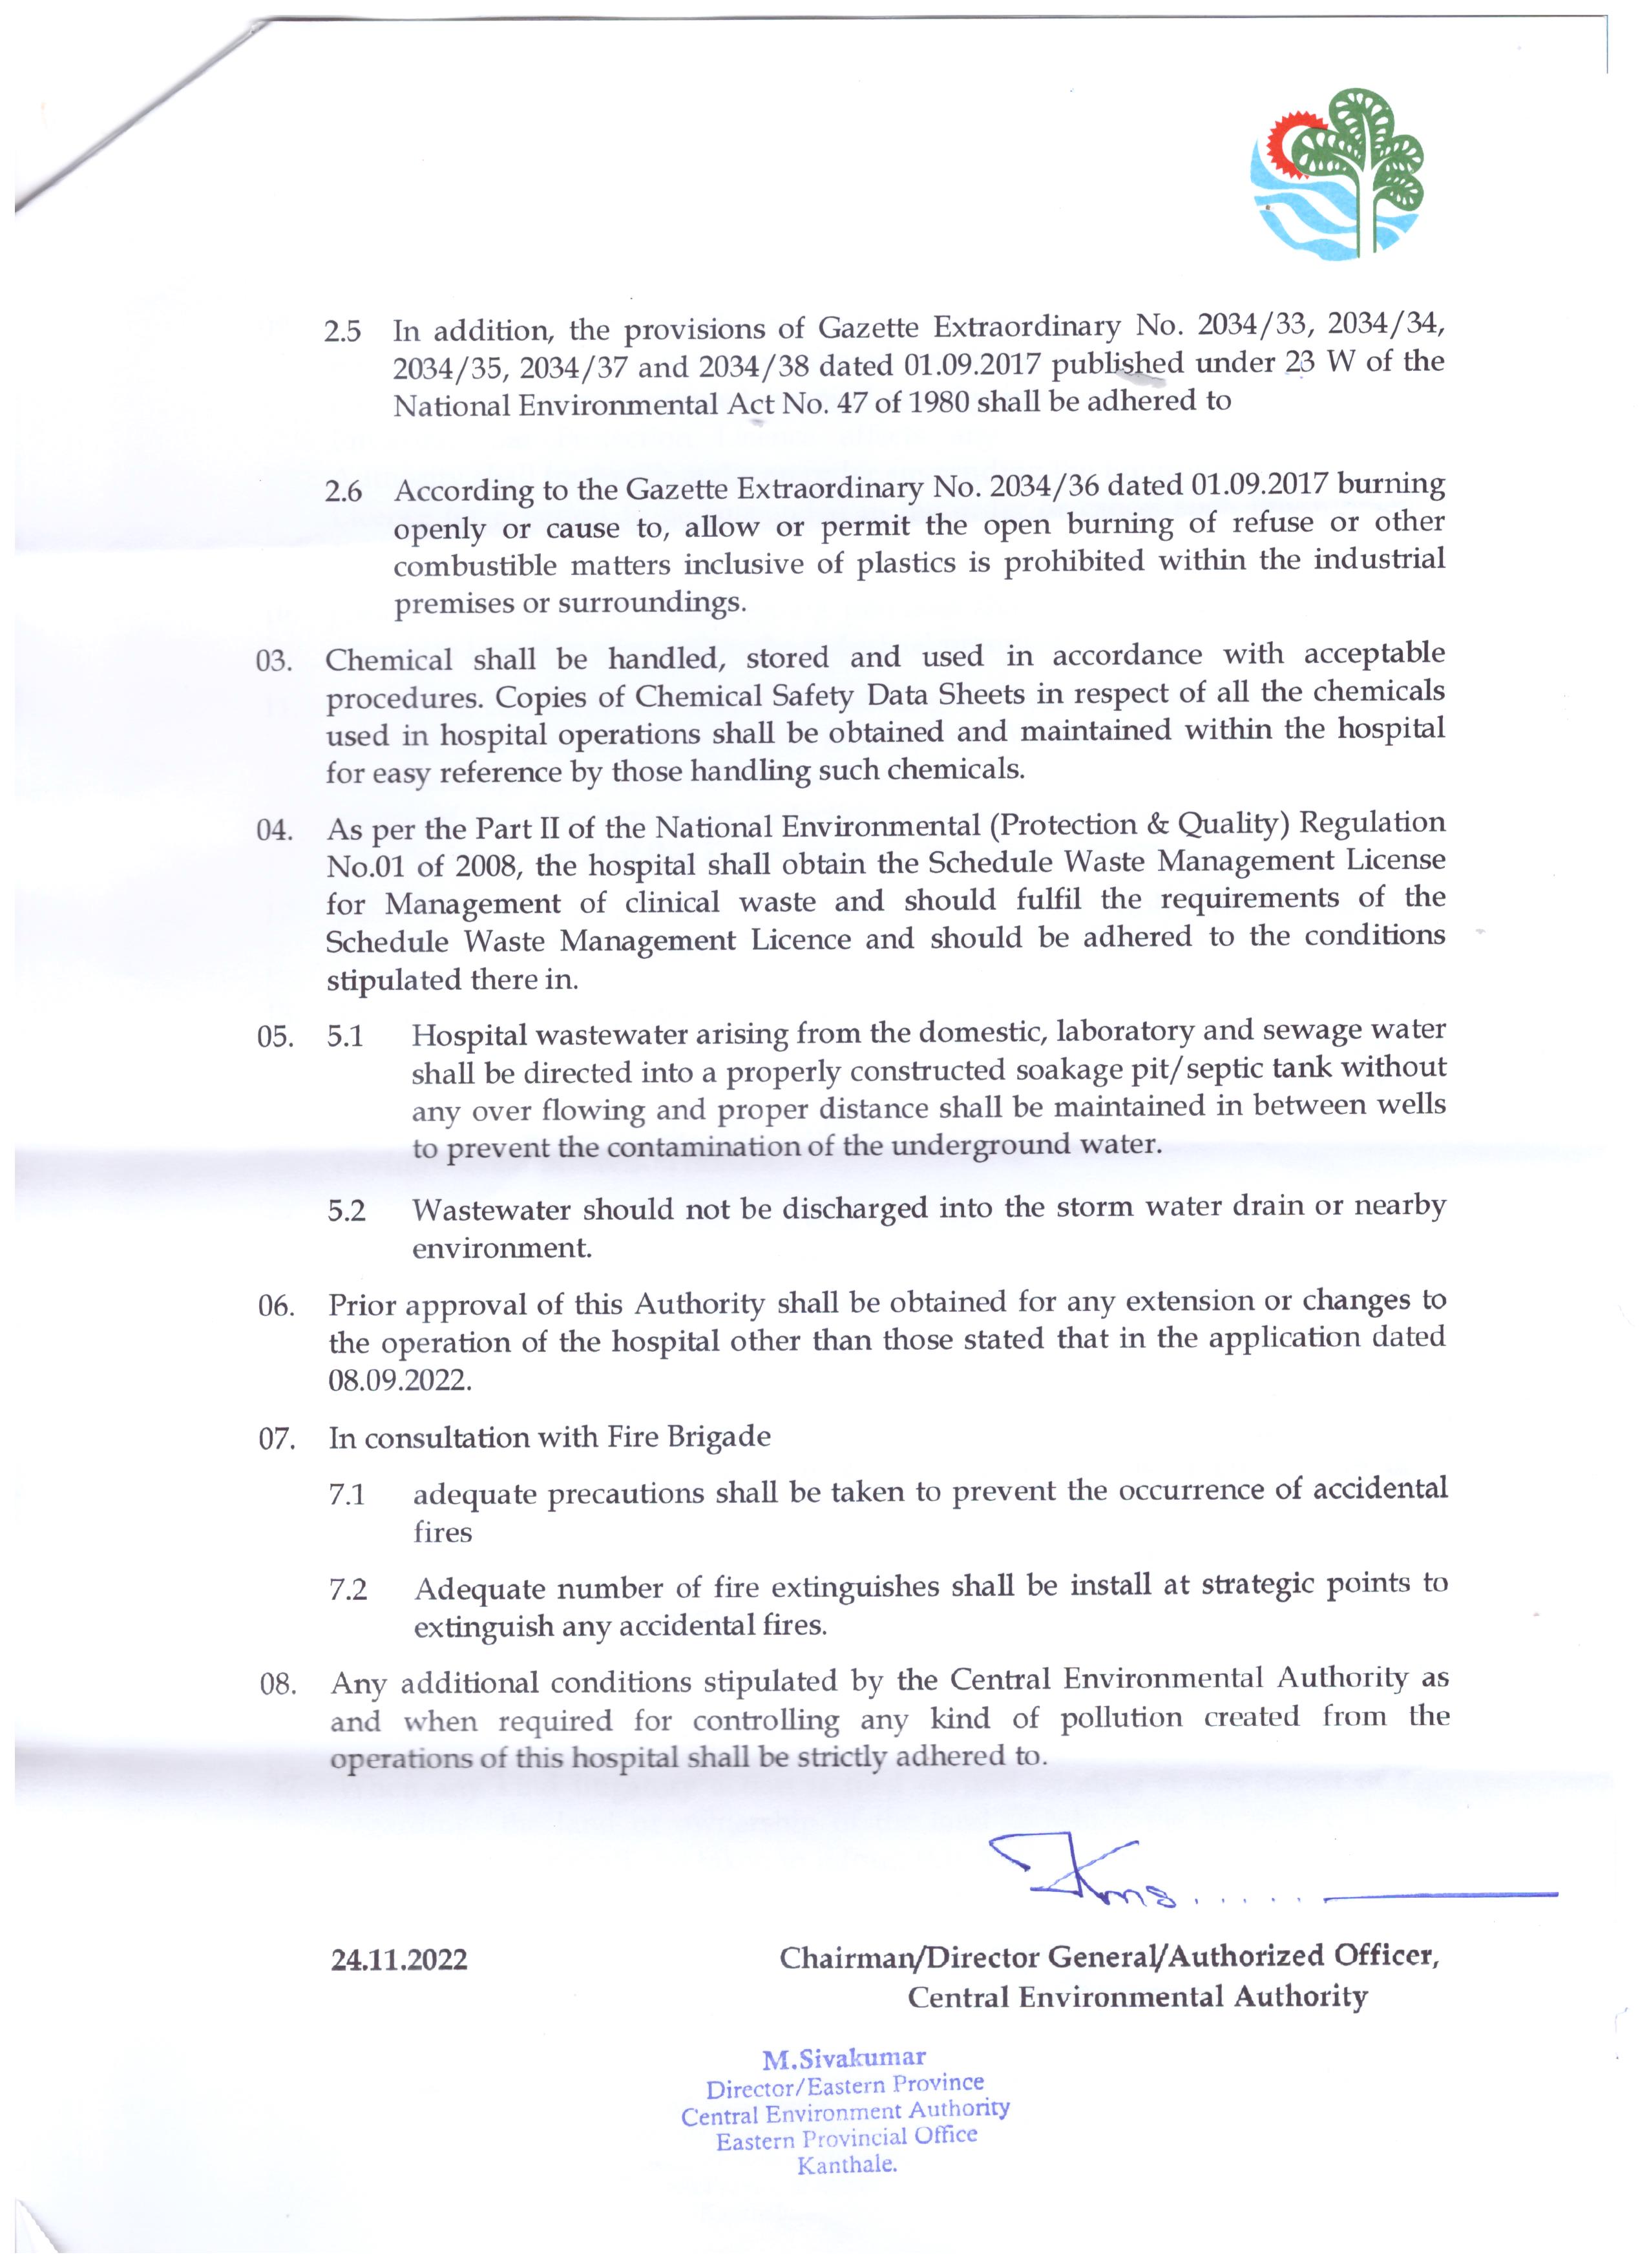 2.5 In addition, the provisions of Gazette Extraordinary No. 2034/33, 2034/34,
2034/35, 2034/37 and 2034/38 dated 01.09.2017 published under 23 W of the
National Environmental Act No. 47 of 1980 shall be adhered to
2.6 According to the Gazette Extraordinary No. 2034/36 dated 01.09.2017 burning
openly or cause to, allow or permit the open burning of refuse or other
combustible matters inclusive of plastics is prohibited within the industrial
premises or surroundings.
03. Chemical shall be handled, stored and used in accordance with acceptable
procedures. Copies of Chemical Safety Data Sheets in respect of all the chemicals
used in hospital operations shall be obtained and maintained within the hospital
for easy reference by those handling such chemicals.
04. As per the Part II of the National Environmental (Protection & Quality) Regulation
No.01 of 2008, the hospital shall obtain the Schedule Waste Management License
for Management of clinical waste and should fulfil the requirements of the
Schedule Waste Management Licence and should be adhered to the conditions
stipulated there in.
05. 5.1 Hospital wastewater arising from the domestic, laboratory and sewage water
shall be directed into a properly constructed soakage pit/septic tank without
any over flowing and proper distance shall be maintained in between wells
to prevent the contamination of the underground water.
5.2 Wastewater should not be discharged into the storm water drain or nearby
environment.
06. Prior approval of this Authority shall be obtained for any extension or changes to
the operation of the hospital other than those stated that in the application dated
08.09.2022.
07. In consultation with Fire Brigade
7.1 adequate precautions shall be taken to prevent the occurrence of accidental
fires
7.2 Adequate number of fire extinguishes shall be install at strategic points to
extinguish any accidental fires.
08. Any additional conditions stipulated by the Central Environmental Authority as
and when required for controlling any kind of pollution created from the
operations of this hospital shall be strictly adhered to.
24.11.2022 Chairman/Director General/Authorized Officer,
Central Environmental Authority
M.Sivakumar
Director/Eastern Province
Central Environment Authority
Eastern Provincial Office
Kanthale.